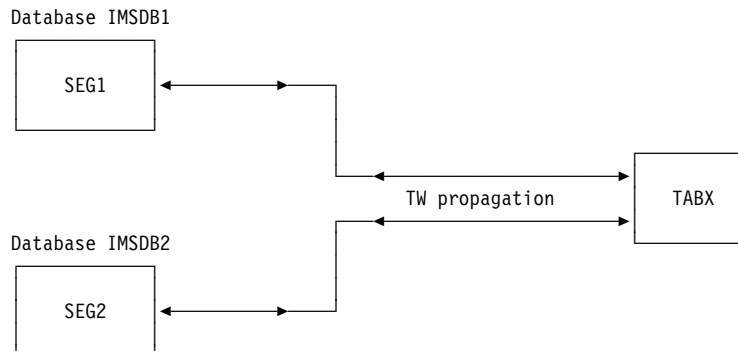 Database IMSDB1
SEG1
TW propagation
TABX
Database IMSDB2
SEG2